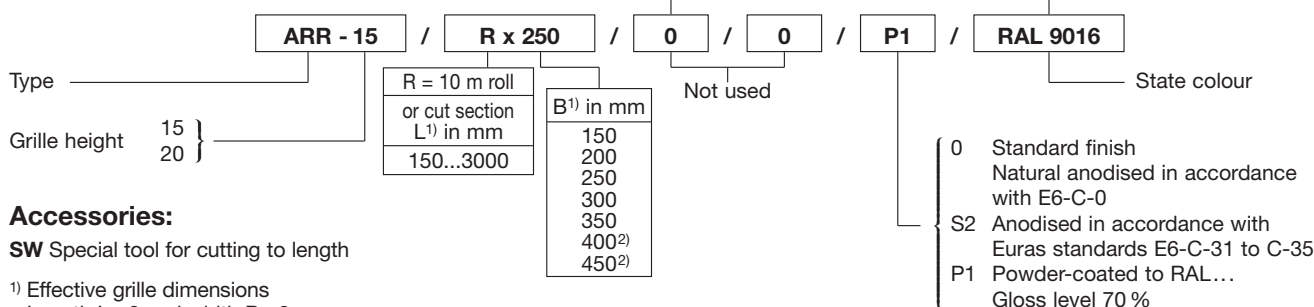 ARR - 15 / R x 250 / 0 / 0 / P1 / RAL 9016
Type
R = 10 m roll
or cut section
L1) in mm
150...3000
B1) in mm
150
200
250
300
350
4002)
4502)
Not used
State colour
Grille height 15
20
0 Standard finish
Natural anodised in accordance
with E6-C-0
S2 Anodised in accordance with
Euras standards E6-C-31 to C-35
P1 Powder-coated to RAL...
Gloss level 70 %
Accessories:
SW Special tool for cutting to length
1) Effective grille dimensions